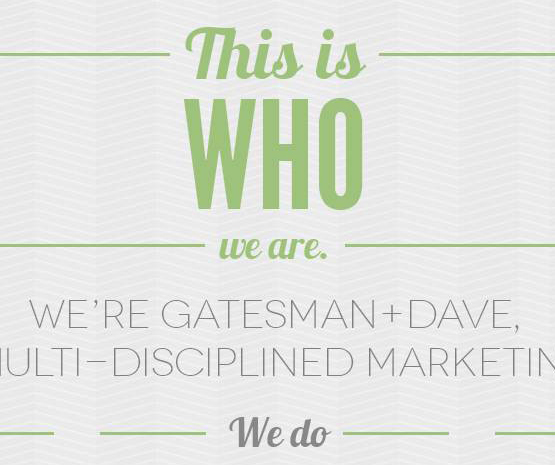 This is
WHO
we are.
WE'RE GATESMAN+DAVE,
ULTI–DISCIPLINED MARKETIN
We do